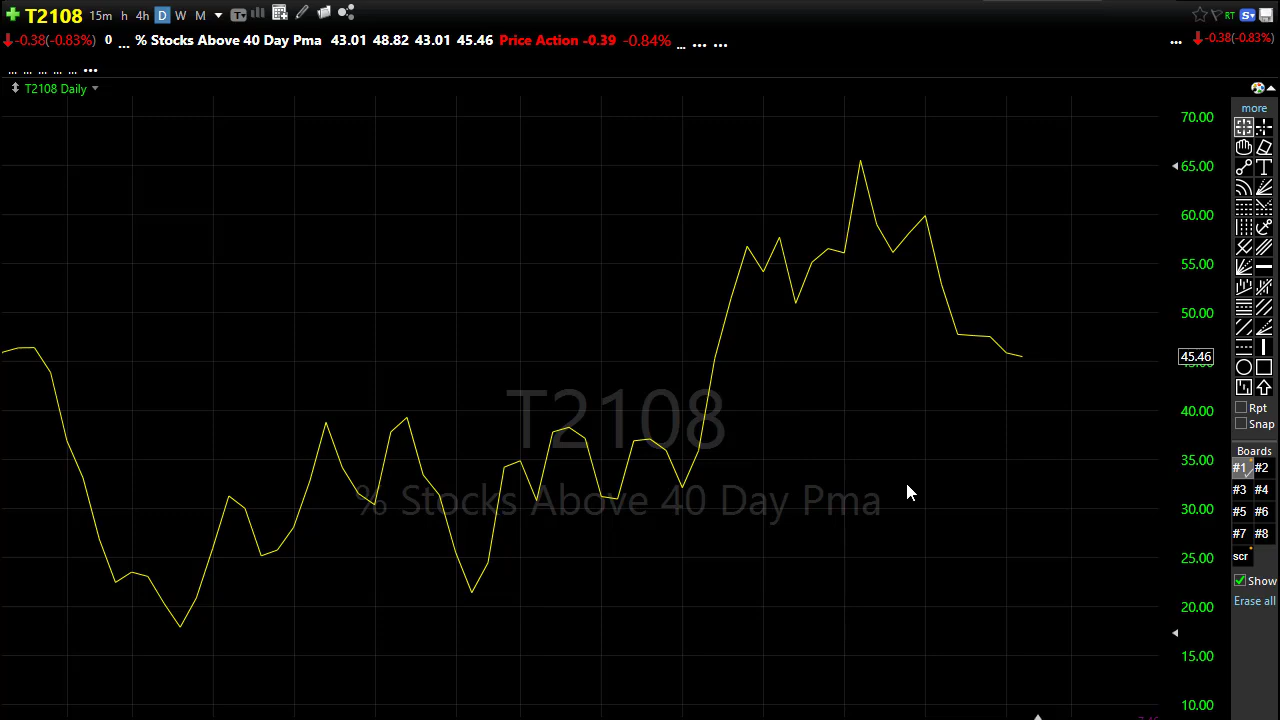 T2108 15m h 4h D W M T RT S
-0.38(-0.83%) 0 ... % Stocks Above 40 Day Pma 43.01 48.82 43.01 45.46 Price Action -0.39 -0.84% ... ... ... ... -0.38(-0.83%)
... ... ... ... ... ...
T2108 Daily
more
70.00
65.00
60.00
55.00
50.00
45.46
T2108
40.00
Rpt
Snap
35.00
Boards
#1 #2
% Stocks Above 40 Day Pma
#3 #4
30.00
#5 #6
#7 #8
25.00
scr
Show
20.00
Erase all
15.00
10.00